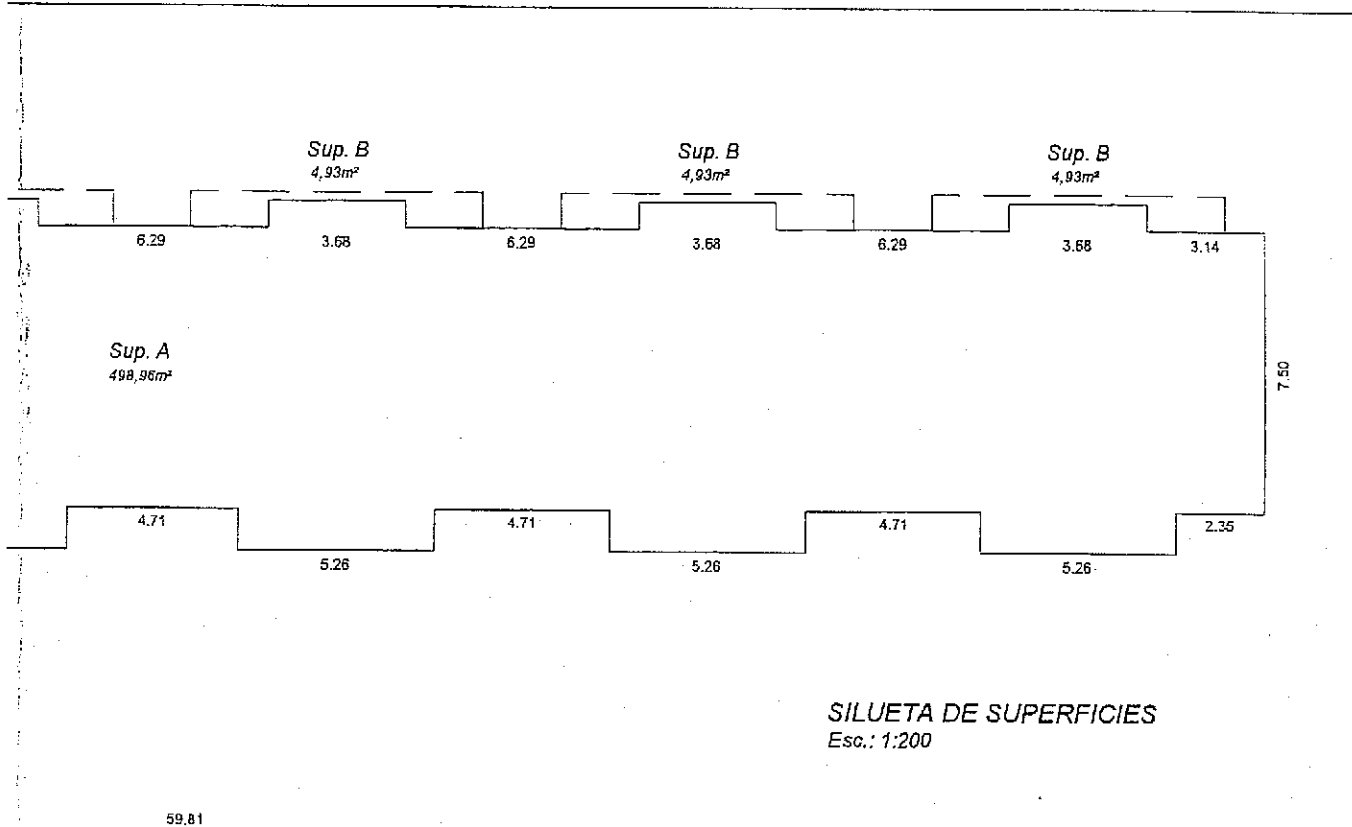 Sup. B
4,93m²
Sup. B
4,93m²
Sup. B
4,93m²
6.29
3.68
6.29
3.68
6.29
3.68
3.14
Sup. A
498,96m²
7.50
4.71
4.71
4.71
2.35
5.26
5.26
5.26
SILUETA DE SUPERFICIES
Esc.: 1:200
59,81